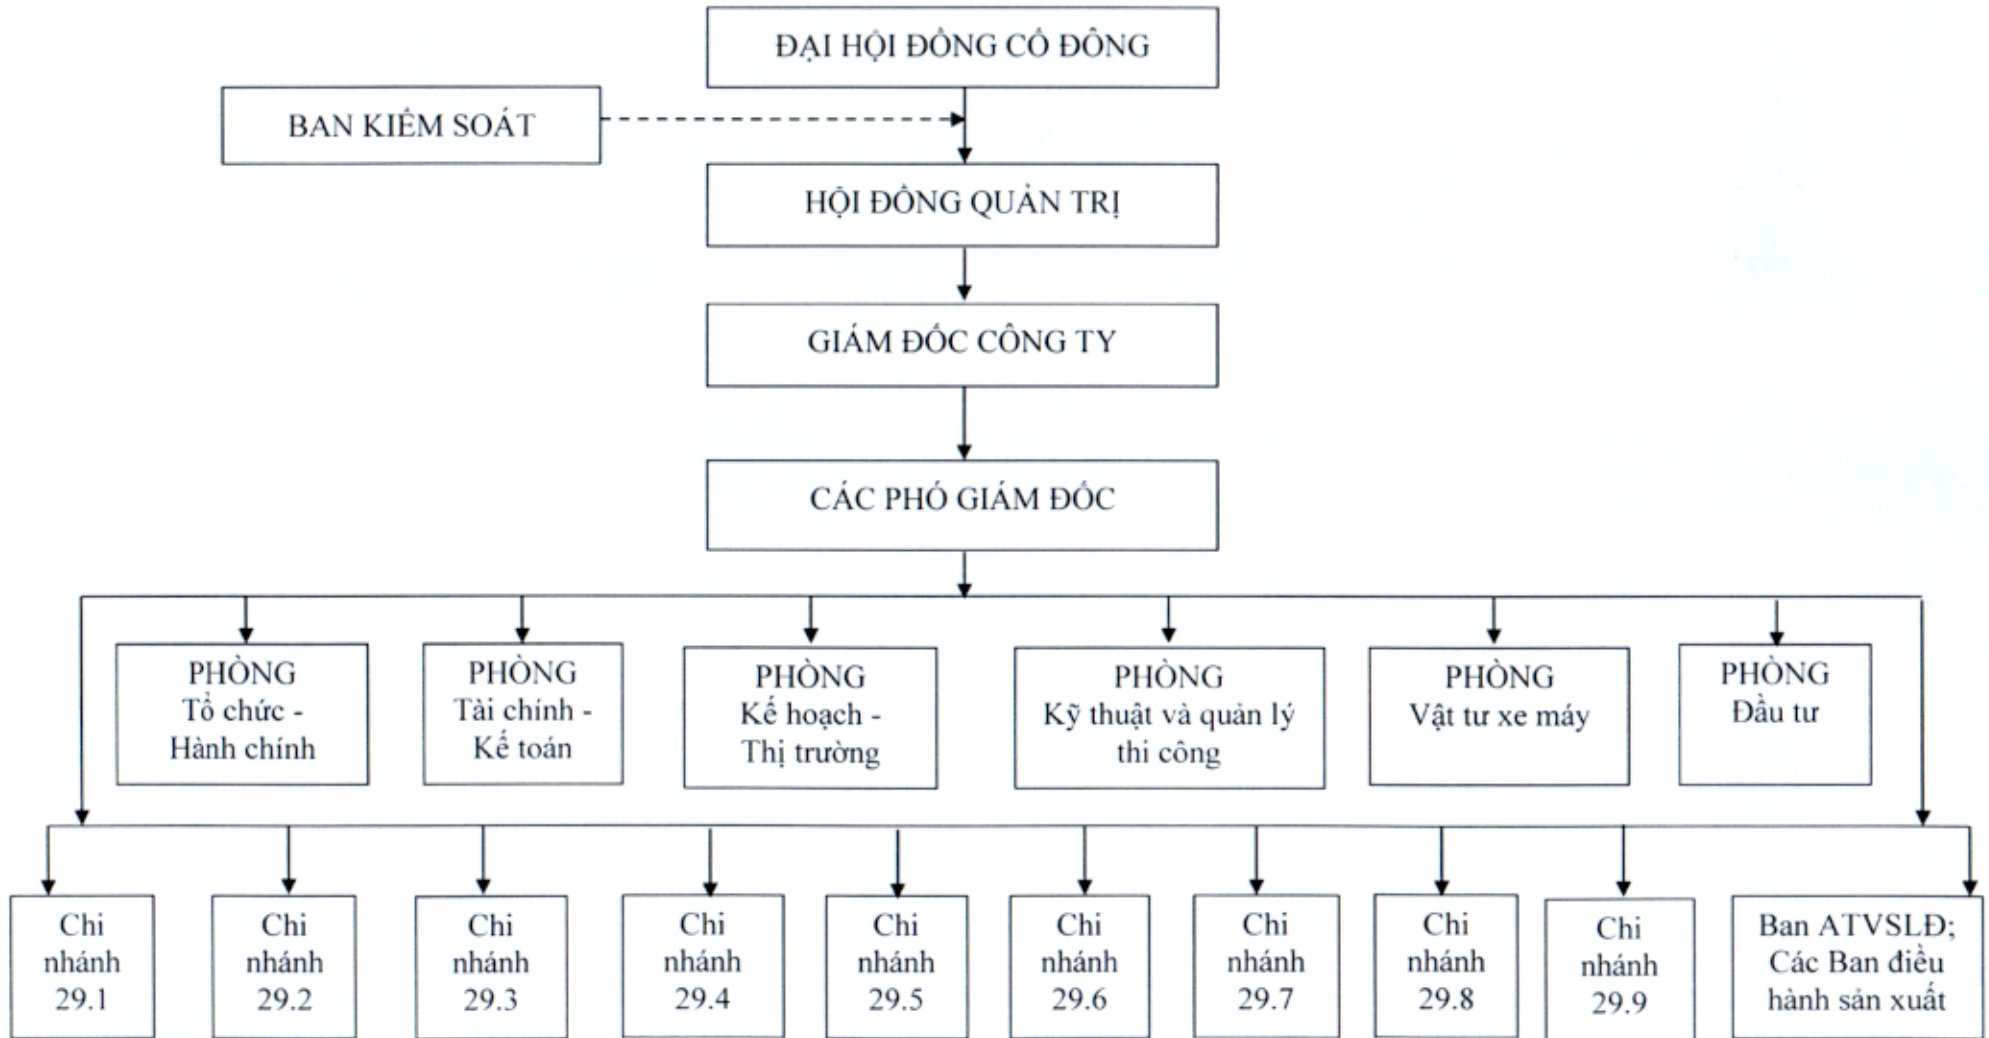 ĐẠI HỘI ĐỒNG CỔ ĐÔNG
BAN KIỂM SOÁT
HỘI ĐỒNG QUẢN TRỊ
GIÁM ĐỐC CÔNG TY
CÁC PHÓ GIÁM ĐỐC
PHÒNG
Tổ chức -
Hành chính
PHÒNG
Tài chính -
Kế toán
PHÒNG
Kế hoạch -
Thị trường
PHÒNG
Kỹ thuật và quản lý
thi công
PHÒNG
Vật tư xe máy
PHÒNG
Đầu tư
Chi
nhánh
29.1
Chi
nhánh
29.2
Chi
nhánh
29.3
Chi
nhánh
29.4
Chi
nhánh
29.5
Chi
nhánh
29.6
Chi
nhánh
29.7
Chi
nhánh
29.8
Chi
nhánh
29.9
Ban ATVSLĐ;
Các Ban điều
hành sản xuất